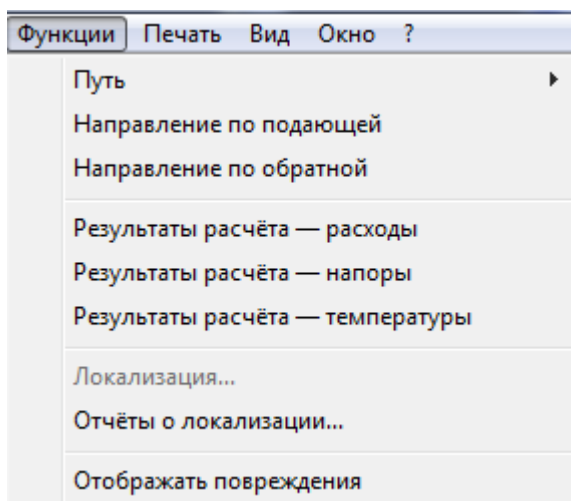 Функции Печать Вид Окно ?
Путь
Направление по подающей
Направление по обратной
Результаты расчёта — расходы
Результаты расчёта — напоры
Результаты расчёта — температуры
Локализация...
Отчёты о локализации...
Отображать повреждения